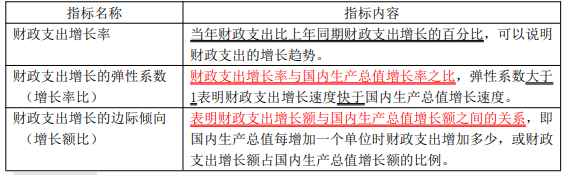 指标名称 指标内容
财政支出增长率 当年财政支出比上年同期财政支出增长的百分比,可以说明
财政支出的增长趋势。
财政支出增长的弹性系数 财政支出增长率与国内生产总值增长率之比,弹性系数大于
(增长率比) 1表明财政支出增长速度快于国内生产总值增长速度。
财政支出增长的边际倾向 表明财政支出增长额与国内生产总值增长额之间的关系,即
(增长额比) 国内生产总值每增加一个单位时财政支出增加多少,或财政
支出增长额占国内生产总值增长额的比例。